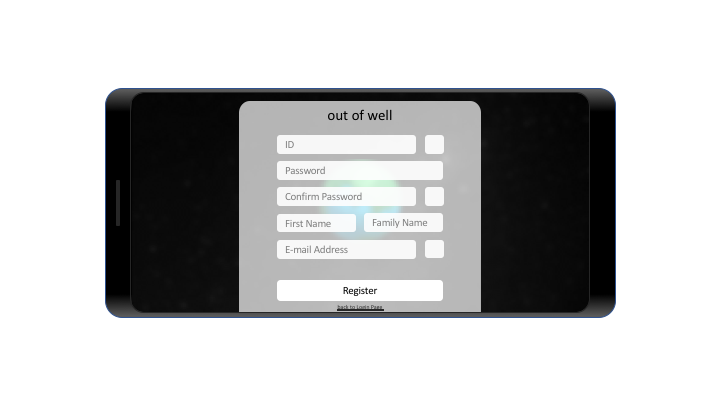 out of well
ID
Password
Confirm Password
First Name
Family Name
E-mail Address
Register
back to Login Page